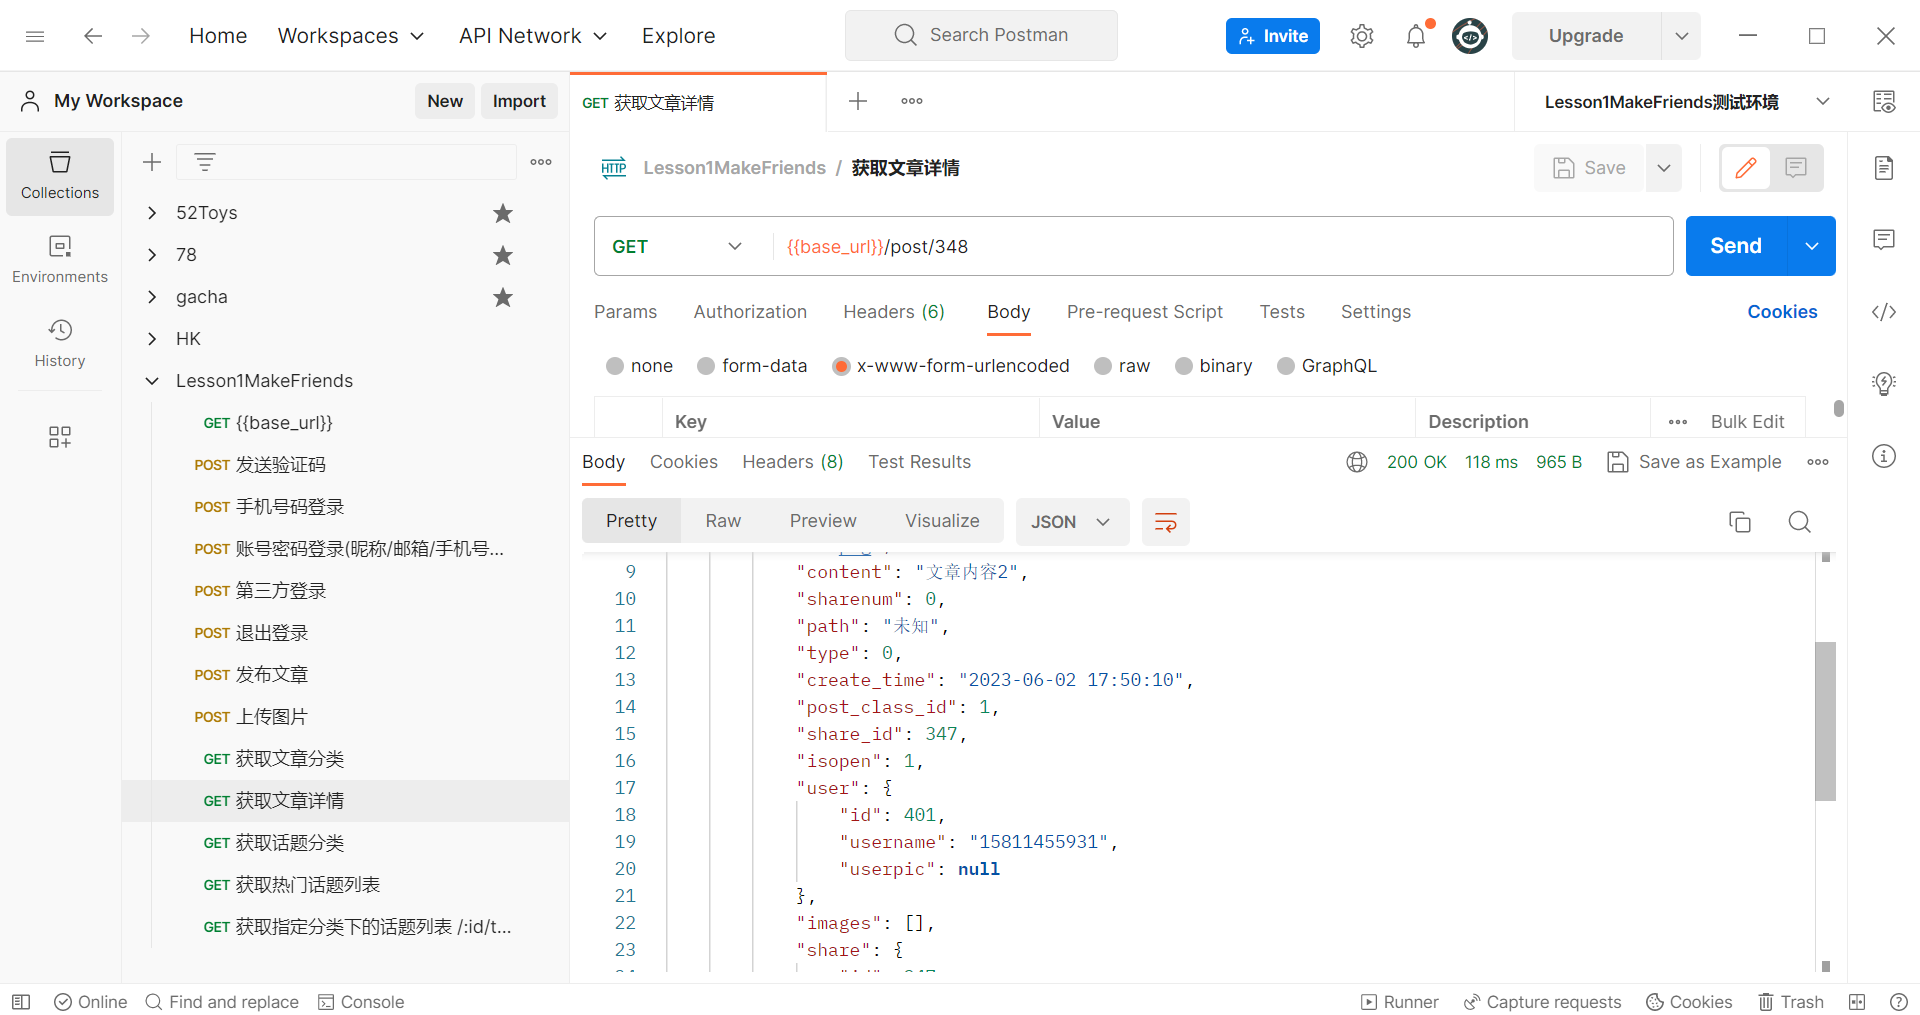 Home Workspaces API Network Explore Search Postman Invite Upgrade
My Workspace New Import GET 获取文章详情 Lesson1MakeFriends测试环境
Collections
Environments
History
52Toys
78
gacha
HK
Lesson1MakeFriends
GET {{base_url}}
POST 发送验证码
POST 手机号码登录
POST 账号密码登录(昵称/邮箱/手机号...
POST 第三方登录
POST 退出登录
POST 发布文章
POST 上传图片
GET 获取文章分类
GET 获取文章详情
GET 获取话题分类
GET 获取热门话题列表
GET 获取指定分类下的话题列表 /:id/t...
HTTP Lesson1MakeFriends / 获取文章详情 Save
GET {{base_url}}/post/348 Send
Params Authorization Headers (6) Body Pre-request Script Tests Settings Cookies
none form-data x-www-form-urlencoded raw binary GraphQL
Key Value Description Bulk Edit
Body Cookies Headers (8) Test Results 200 OK 118 ms 965 B Save as Example
Pretty Raw Preview Visualize JSON
9 "content": "文章内容2",
10 "sharenum": 0,
11 "path": "未知",
12 "type": 0,
13 "create_time": "2023-06-02 17:50:10",
14 "post_class_id": 1,
15 "share_id": 347,
16 "isopen": 1,
17 "user": {
18 "id": 401,
19 "username": "15811455931",
20 "userpic": null
21 },
22 "images": [],
23 "share": {
Online Find and replace Console Runner Capture requests Cookies Trash